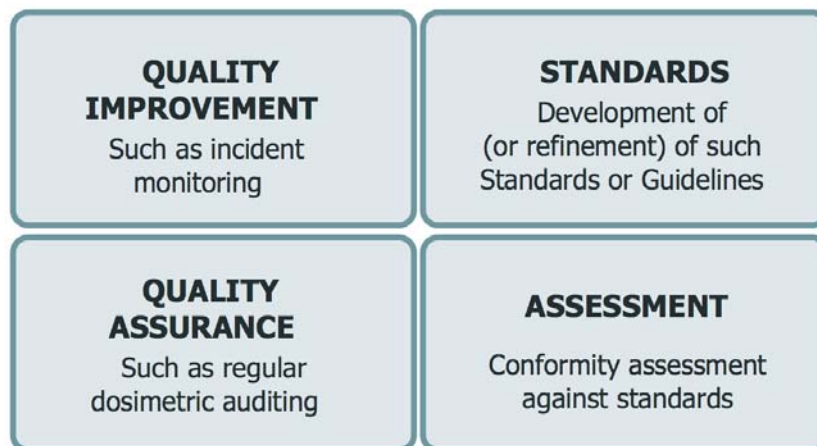 QUALITY
IMPROVEMENT
Such as incident
monitoring
STANDARDS
Development of
(or refinement) of such
Standards or Guidelines
QUALITY
ASSURANCE
Such as regular
dosimetric auditing
ASSESSMENT
Conformity assessment
against standards